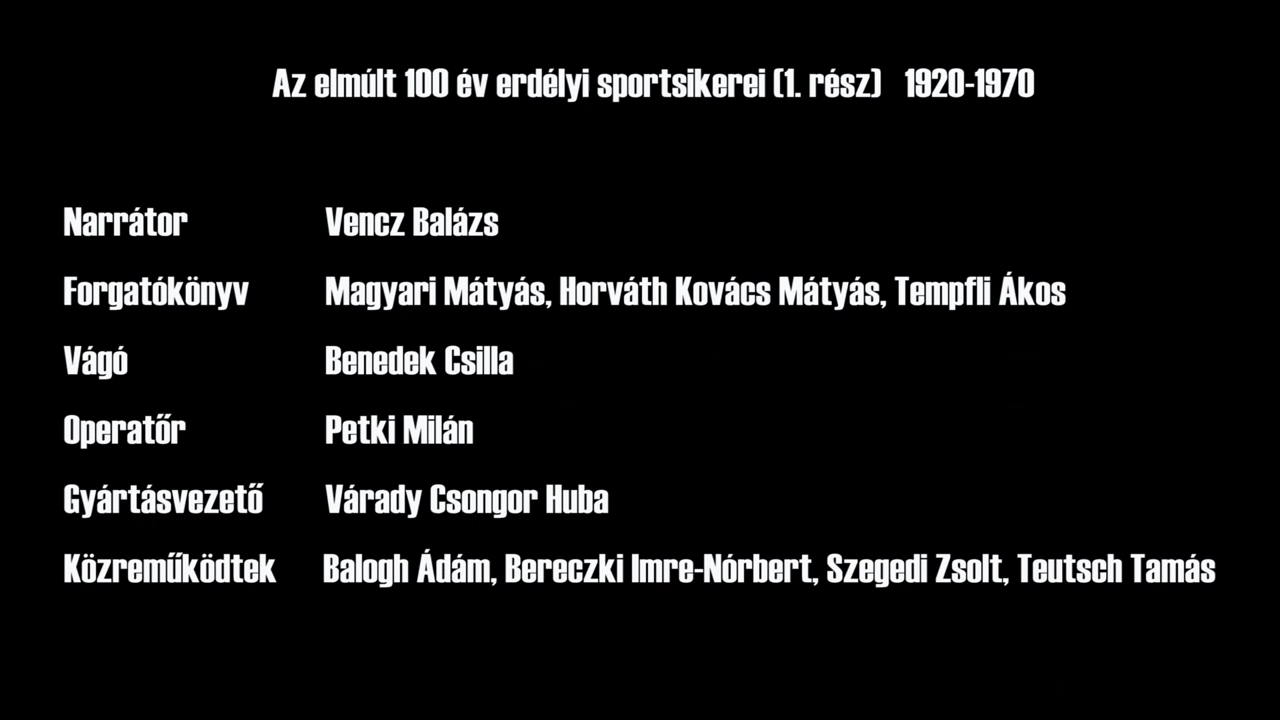 Az elmúlt 100 év erdélyi sportsikerei (1. rész) 1920-1970
Narrátor Vencz Balázs
Forgatókönyv Magyari Mátyás, Horváth Kovács Mátyás, Tempfli Ákos
Vágó Benedek Csilla
Operatőr Petki Milán
Gyártásvezető Várady Csongor Huba
Közreműködtek Balogh Ádám, Bereczki Imre-Nórbert, Szegedi Zsolt, Teutsch Tamás